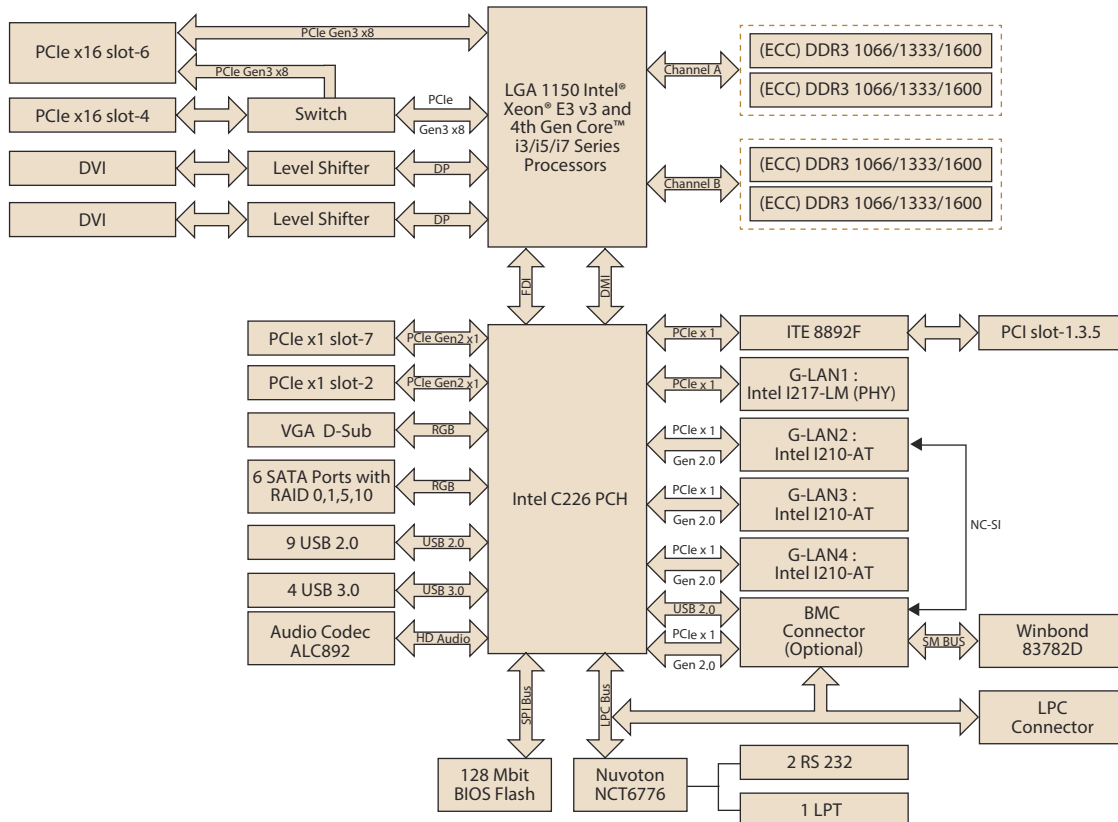 PCIe x16 slot-6
PCIe Gen3 x8
PCIe Gen3 x8
PCIe x16 slot-4
Switch
PCIe
Gen3 x8
DVI
Level Shifter
DP
DVI
Level Shifter
DP
LGA 1150 Intel®
Xeon® E3 v3 and
4th Gen Core™
i3/i5/i7 Series
Processors
Channel A
(ECC) DDR3 1066/1333/1600
(ECC) DDR3 1066/1333/1600
Channel B
(ECC) DDR3 1066/1333/1600
(ECC) DDR3 1066/1333/1600
FDI
DMI
PCIe x1 slot-7
PCIe Gen2 x1
PCIe x1 slot-2
PCIe Gen2 x1
VGA D-Sub
RGB
6 SATA Ports with
RAID 0,1,5,10
RGB
9 USB 2.0
USB 2.0
4 USB 3.0
USB 3.0
Audio Codec
ALC892
HD Audio
Intel C226 PCH
PCIe x 1
ITE 8892F
PCI slot-1.3.5
PCIe x 1
G-LAN1 :
Intel I217-LM (PHY)
PCIe x 1
Gen 2.0
G-LAN2 :
Intel I210-AT
PCIe x 1
Gen 2.0
G-LAN3 :
Intel I210-AT
NC-SI
PCIe x 1
Gen 2.0
G-LAN4 :
Intel I210-AT
USB 2.0
PCIe x 1
Gen 2.0
BMC
Connector
(Optional)
SM BUS
Winbond
83782D
SPI Bus
LPC Bus
LPC
Connector
128 Mbit
BIOS Flash
Nuvoton
NCT6776
2 RS 232
1 LPT